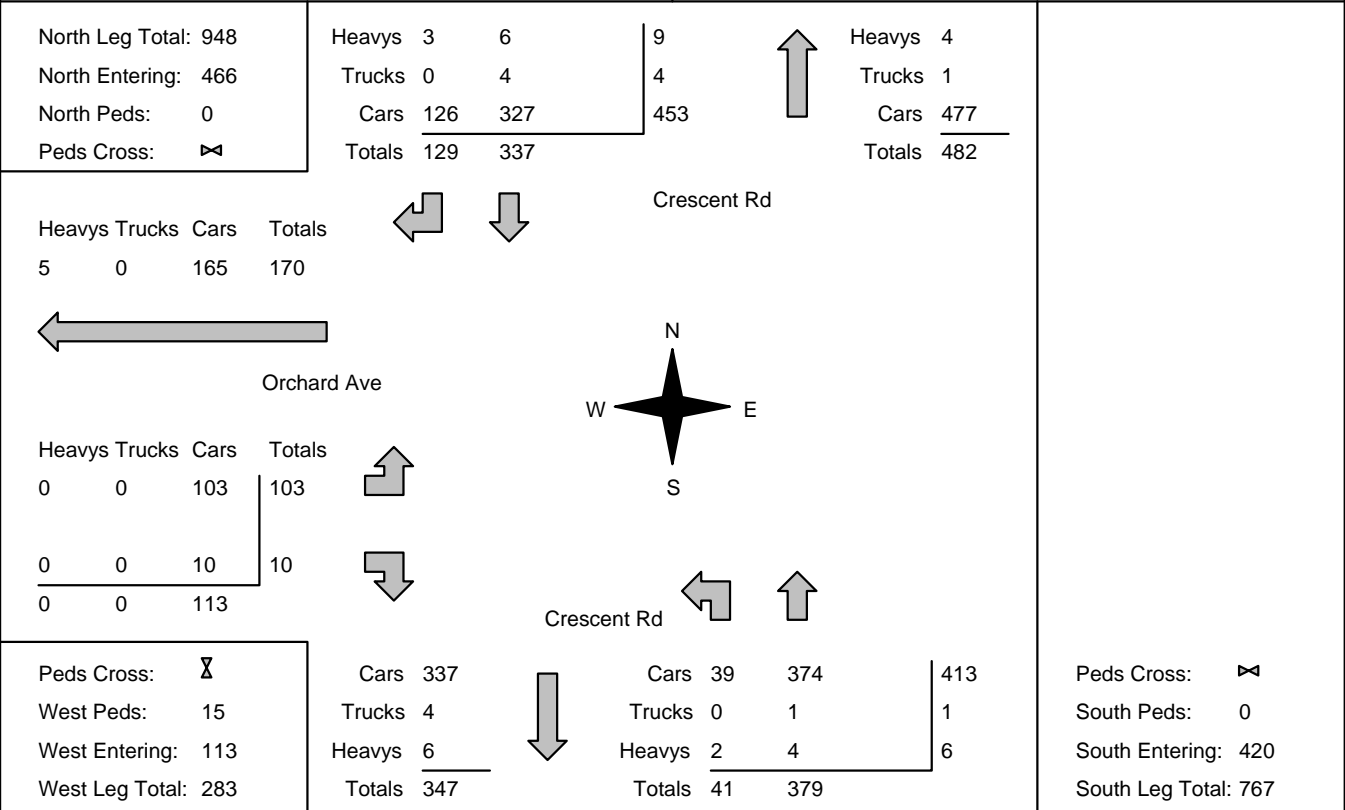 North Leg Total: 948
North Entering: 466
North Peds: 0
Peds Cross: ⋈
Heavys 3 6 9
Trucks 0 4 4
Cars 126 327 453
Totals 129 337
Heavys 4
Trucks 1
Cars 477
Totals 482
Crescent Rd
Heavys Trucks Cars Totals
5 0 165 170
Orchard Ave
N
W E
S
Heavys Trucks Cars Totals
0 0 103 103
0 0 10 10
0 0 113
Crescent Rd
Peds Cross:
West Peds: 15
West Entering: 113
West Leg Total: 283
Cars 337
Trucks 4
Heavys 6
Totals 347
Cars 39 374 413
Trucks 0 1 1
Heavys 2 4 6
Totals 41 379
Peds Cross: ⋈
South Peds: 0
South Entering: 420
South Leg Total: 767